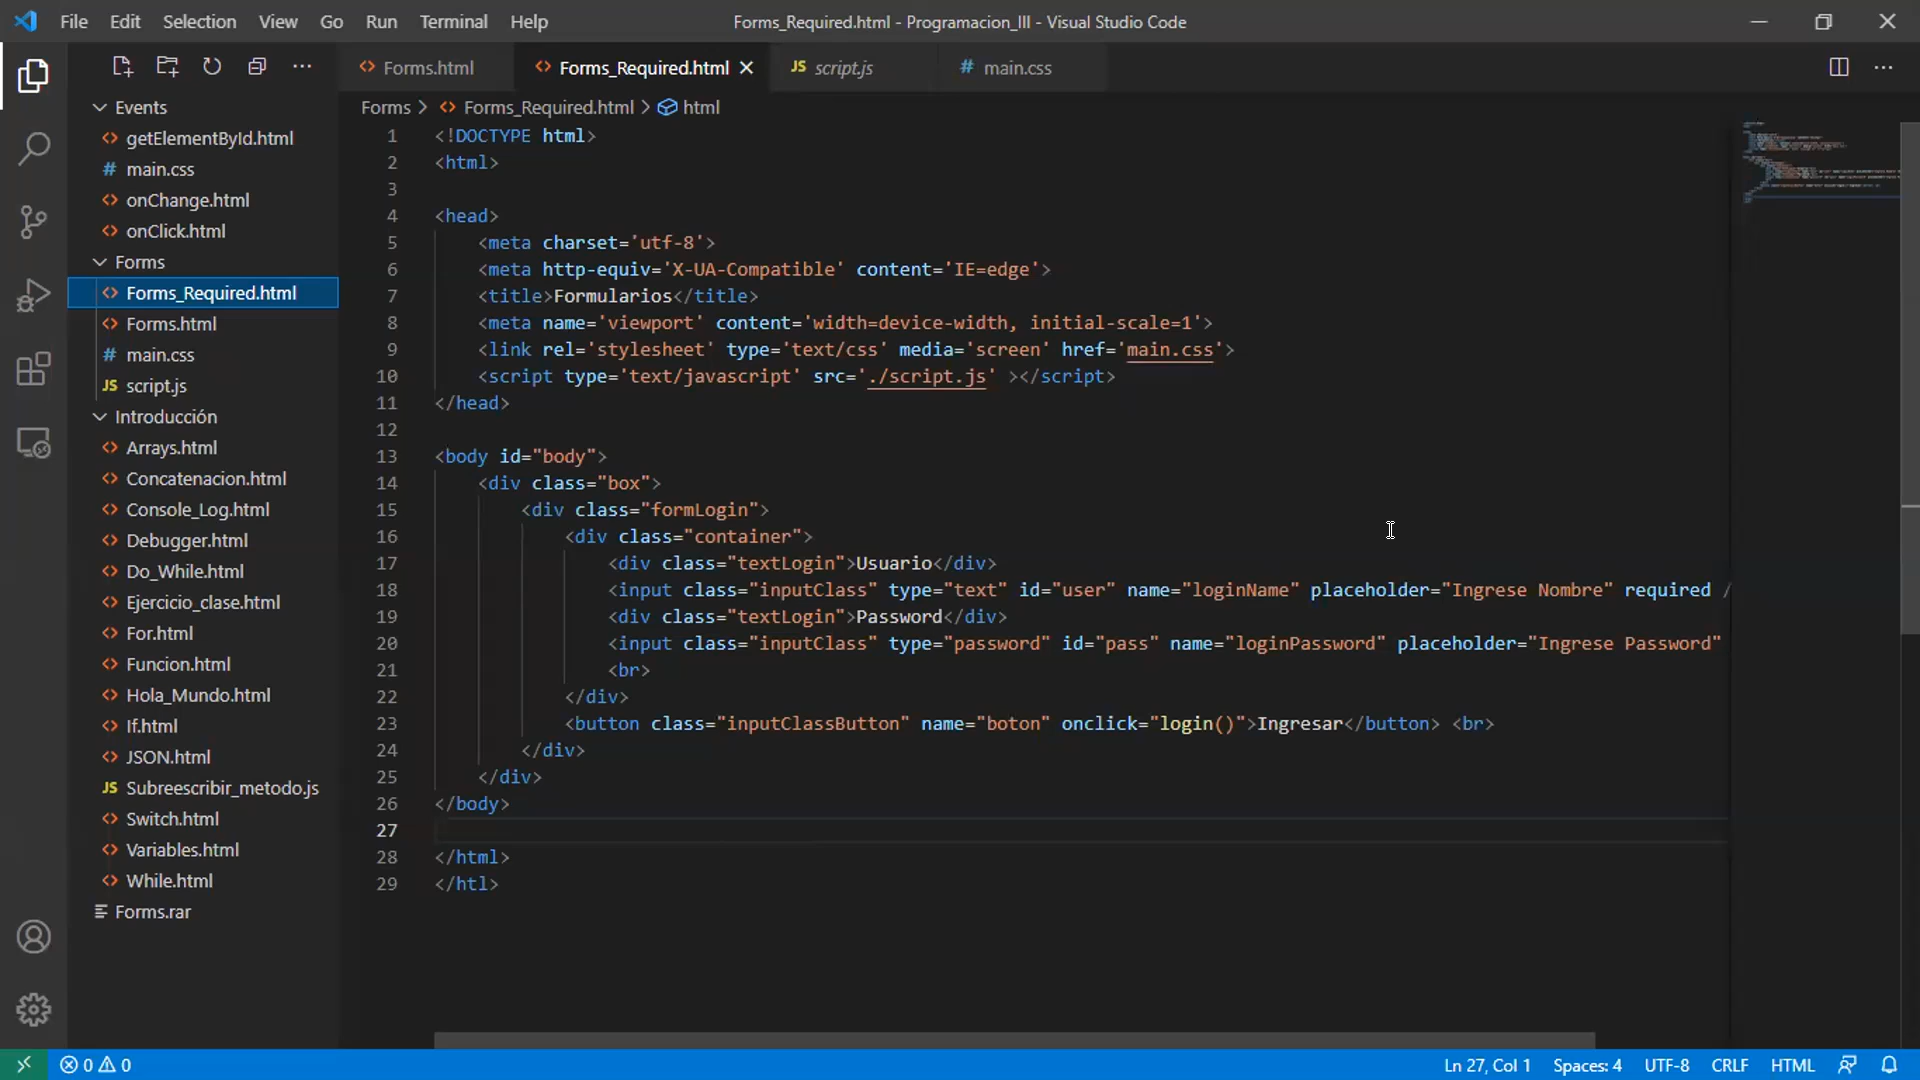 File Edit Selection View Go Run Terminal Help
Forms_Required.html - Programacion_III - Visual Studio Code
Events
getElementById.html
# main.css
onChange.html
onClick.html
Forms
Forms_Required.html
Forms.html
# main.css
JS script.js
Introducción
Arrays.html
Concatenacion.html
Console_Log.html
Debugger.html
Do_While.html
Ejercicio_clase.html
For.html
Funcion.html
Hola_Mundo.html
If.html
JSON.html
JS Subreescribir_metodo.js
Switch.html
Variables.html
While.html
Forms.rar
Forms.html Forms_Required.html JS script.js # main.css
Forms > Forms_Required.html > html
1 <!DOCTYPE html>
2 <html>
3
4 <head>
5 <meta charset='utf-8'>
6 <meta http-equiv='X-UA-Compatible' content='IE=edge'>
7 <title>Formularios</title>
8 <meta name='viewport' content='width=device-width, initial-scale=1'>
9 <link rel='stylesheet' type='text/css' media='screen' href='main.css'>
10 <script type='text/javascript' src='./script.js' ></script>
11 </head>
12
13 <body id="body">
14 <div class="box">
15 <div class="formLogin">
16 <div class="container">
17 <div class="textLogin">Usuario</div>
18 <input class="inputClass" type="text" id="user" name="loginName" placeholder="Ingrese Nombre" required /
19 <div class="textLogin">Password</div>
20 <input class="inputClass" type="password" id="pass" name="loginPassword" placeholder="Ingrese Password"
21 <br>
22 </div>
23 <button class="inputClassButton" name="boton" onclick="login()">Ingresar</button> <br>
24 </div>
25 </div>
26 </body>
27
28 </html>
29 </htl>
0 0 Ln 27, Col 1 Spaces: 4 UTF-8 CRLF HTML